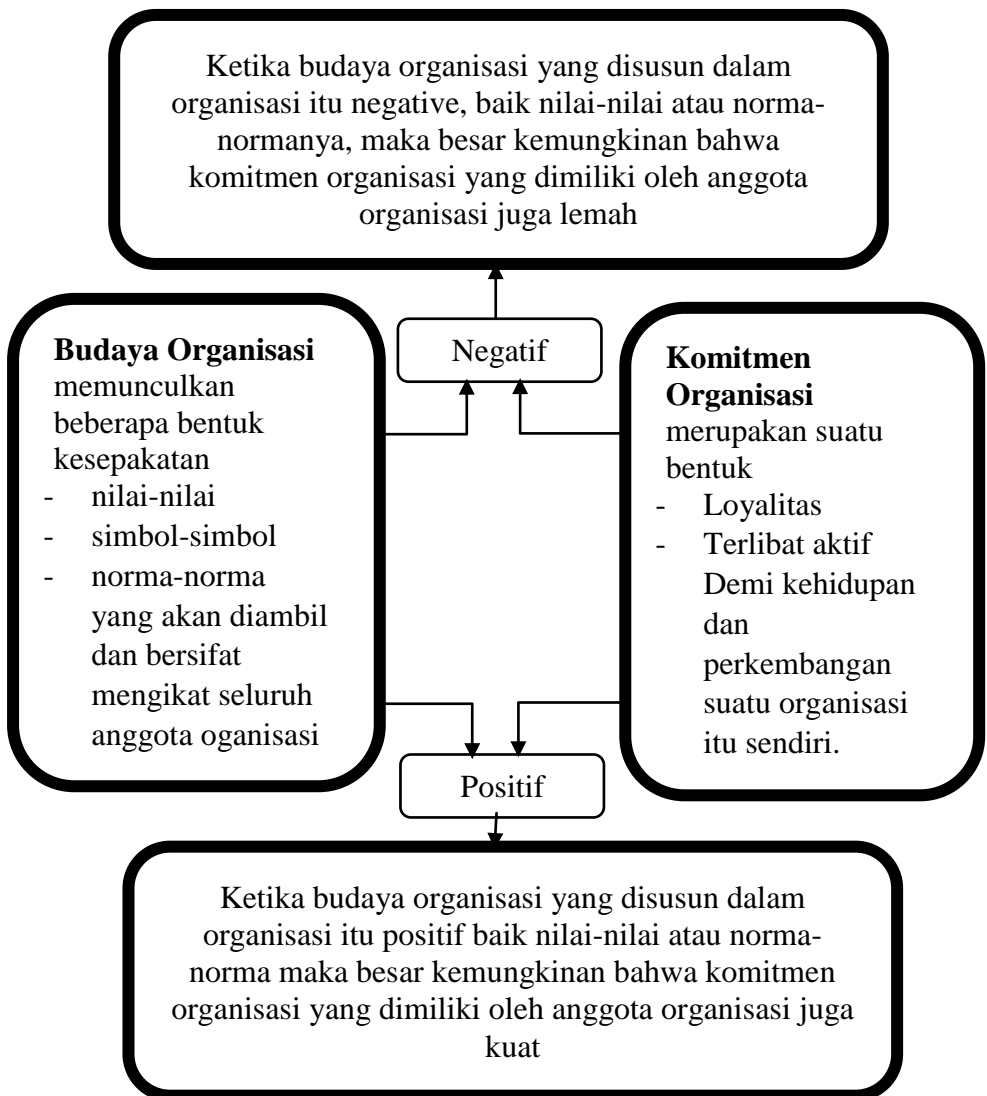 Ketika budaya organisasi yang disusun dalam
organisasi itu negative, baik nilai-nilai atau norma-
normanya, maka besar kemungkinan bahwa
komitmen organisasi yang dimiliki oleh anggota
organisasi juga lemah
Negatif
Budaya Organisasi
memunculkan
beberapa bentuk
kesepakatan
- nilai-nilai
- simbol-simbol
- norma-norma
yang akan diambil
dan bersifat
mengikat seluruh
anggota oganisasi
Komitmen
Organisasi
merupakan suatu
bentuk
- Loyalitas
- Terlibat aktif
Demi kehidupan
dan
perkembangan
suatu organisasi
itu sendiri.
Positif
Ketika budaya organisasi yang disusun dalam
organisasi itu positif baik nilai-nilai atau norma-
norma maka besar kemungkinan bahwa komitmen
organisasi yang dimiliki oleh anggota organisasi juga
kuat